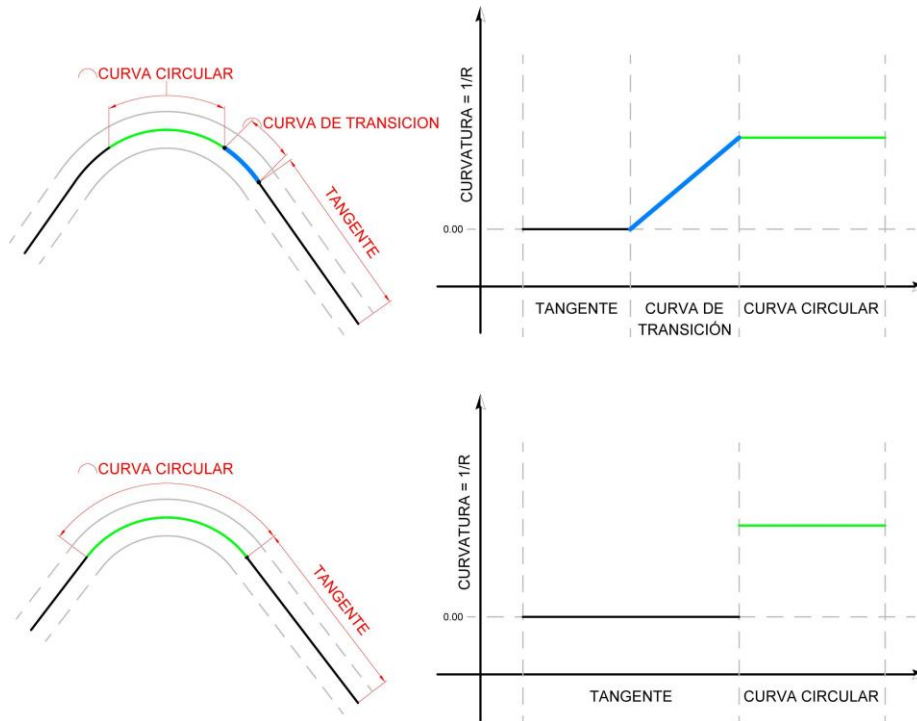 CURVA CIRCULAR
CURVA DE TRANSICION
TANGENTE
CURVATURA = 1/R
0.00
TANGENTE
CURVA DE
TRANSICIÓN
CURVA CIRCULAR
CURVA CIRCULAR
TANGENTE
CURVATURA = 1/R
0.00
TANGENTE
CURVA CIRCULAR